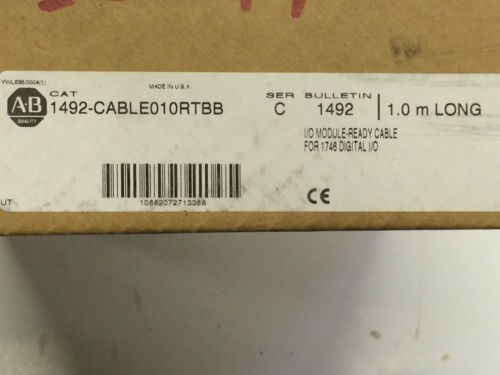 YWL636/0004(1)
MADE IN U.S.A
A-B
QUALITY
CAT
1492-CABLE010RTBB
SER
C
BULLETIN
1492
1.0 m LONG
I/O MODULE-READY CABLE
FOR 1746 DIGITAL I/O
10662072713366
CE
UT